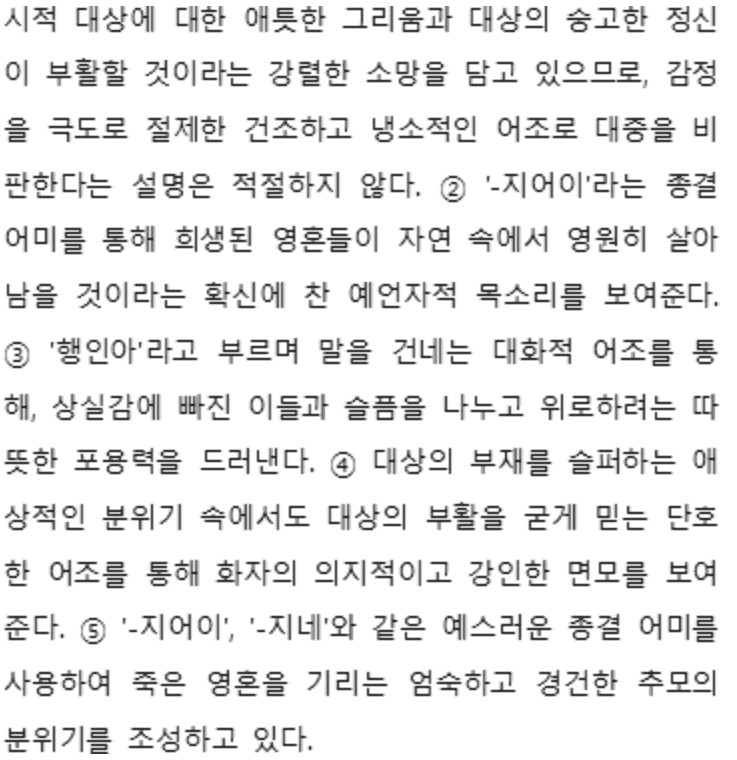 시적 대상에 대한 애틋한 그리움과 대상의 숭고한 정신
이 부활할 것이라는 강렬한 소망을 담고 있으므로, 감정
을 극도로 절제한 건조하고 냉소적인 어조로 대중을 비
판한다는 설명은 적절하지 않다. ② '-지어이'라는 종결
어미를 통해 희생된 영혼들이 자연 속에서 영원히 살아
남을 것이라는 확신에 찬 예언자적 목소리를 보여준다.
③ '행인아'라고 부르며 말을 건네는 대화적 어조를 통
해, 상실감에 빠진 이들과 슬픔을 나누고 위로하려는 따
뜻한 포용력을 드러낸다. ④ 대상의 부재를 슬퍼하는 애
상적인 분위기 속에서도 대상의 부활을 굳게 믿는 단호
한 어조를 통해 화자의 의지적이고 강인한 면모를 보여
준다. ⑤ '-지어이', '-지네'와 같은 예스러운 종결 어미를
사용하여 죽은 영혼을 기리는 엄숙하고 경건한 추모의
분위기를 조성하고 있다.